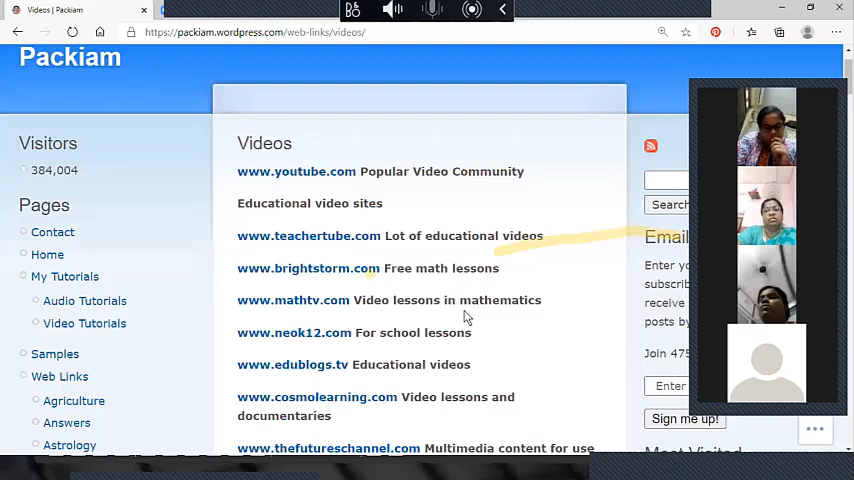 Videos | Packiam
https://packiam.wordpress.com/web-links/videos/
Packiam
Visitors
384,004
Pages
Contact
Home
My Tutorials
Audio Tutorials
Video Tutorials
Samples
Web Links
Agriculture
Answers
Astrology
Videos
www.youtube.com Popular Video Community
Educational video sites
www.teachertube.com Lot of educational videos
www.brightstorm.com Free math lessons
www.mathtv.com Video lessons in mathematics
www.neok12.com For school lessons
www.edublogs.tv Educational videos
www.cosmolearning.com Video lessons and
documentaries
www.thefutureschannel.com Multimedia content for use
Search
Email
Enter yo
receive
posts by
Join 475
Enter
Sign me up!